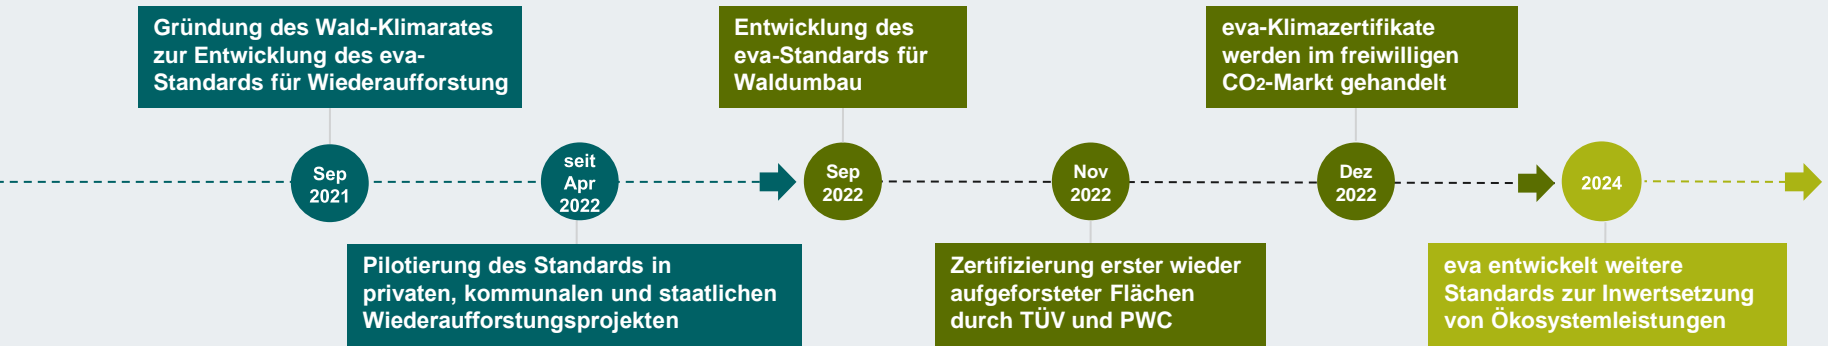 Gründung des Wald-Klimarates
zur Entwicklung des eva-
Standards für Wiederaufforstung
Sep
2021
seit
Apr
2022
Pilotierung des Standards in
privaten, kommunalen und staatlichen
Wiederaufforstungsprojekten
Entwicklung des
eva-Standards für
Waldumbau
Sep
2022
Nov
2022
Zertifizierung erster wieder
aufgeforsteter Flächen
durch TÜV und PWC
eva-Klimazertifikate
werden im freiwilligen
CO2-Markt gehandelt
Dez
2022
2024
eva entwickelt weitere
Standards zur Inwertsetzung
von Ökosystemleistungen